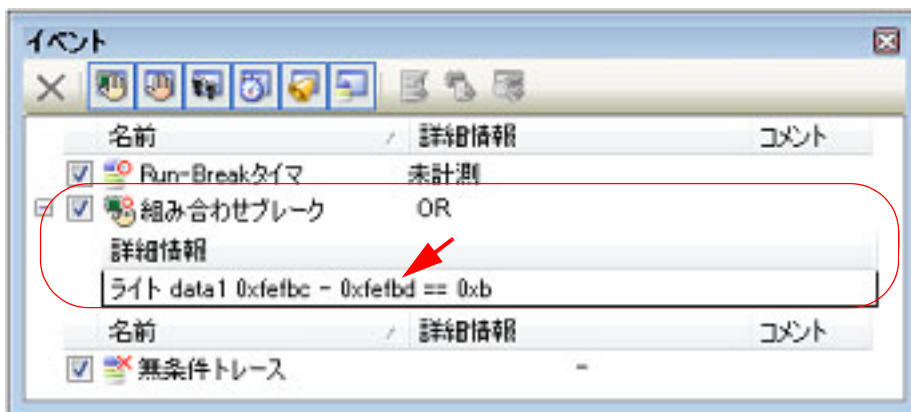 イベント
名前 詳細情報 コメント
Run-Breakタイマ 未計測
組み合わせブレーク OR
詳細情報
ライト data1 0xfefbc - 0xfefbd == 0xb
名前 詳細情報 コメント
無条件トレース -